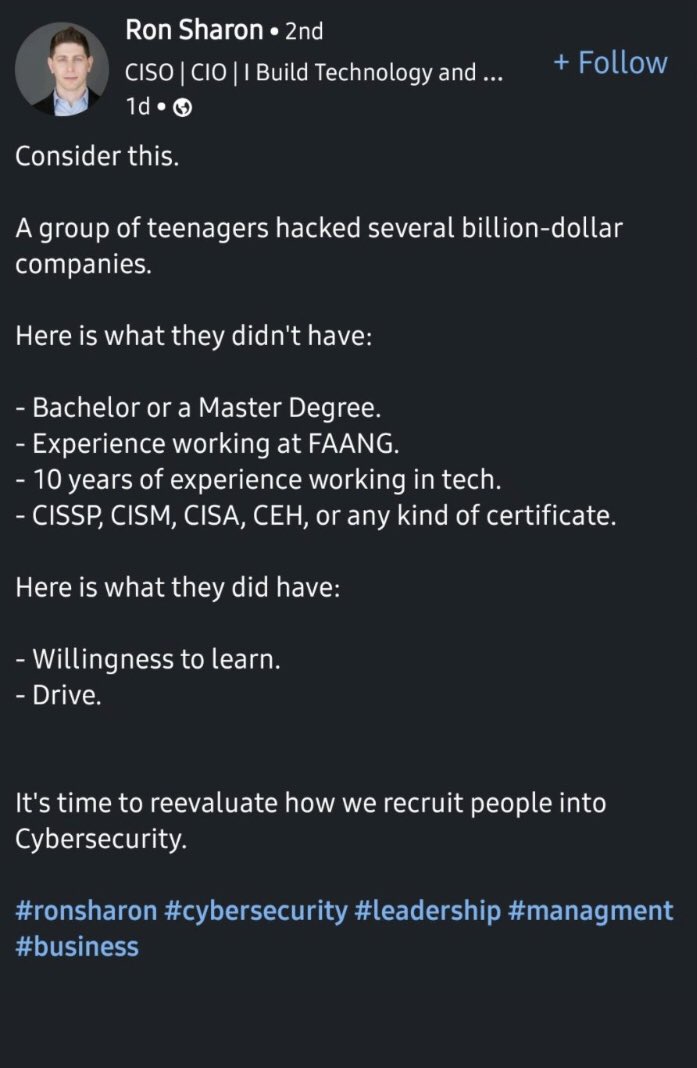 Ron Sharon • 2nd
CISO | CIO | I Build Technology and ...
+ Follow
1d •
Consider this.
A group of teenagers hacked several billion-dollar
companies.
Here is what they didn't have:
- Bachelor or a Master Degree.
- Experience working at FAANG.
- 10 years of experience working in tech.
- CISSP, CISM, CISA, CEH, or any kind of certificate.
Here is what they did have:
- Willingness to learn.
- Drive.
It's time to reevaluate how we recruit people into
Cybersecurity.
#ronsharon #cybersecurity #leadership #managment
#business